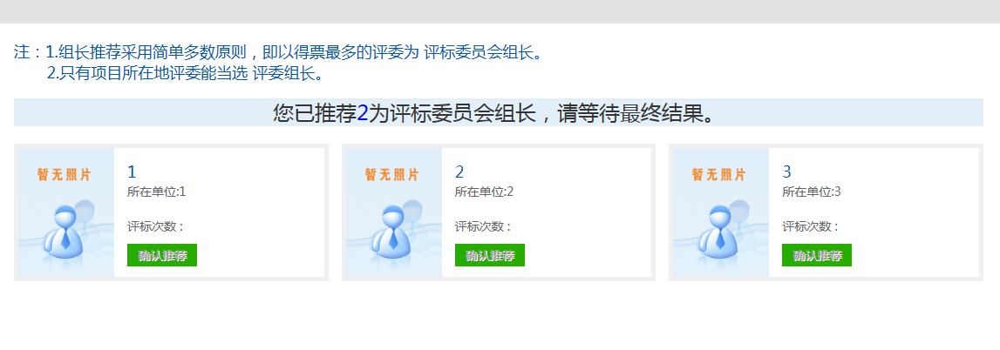 注：1.组长推荐采用简单多数原则，即以得票最多的评委为 评标委员会组长。
2.只有项目所在地评委能当选 评委组长。
您已推荐2为评标委员会组长，请等待最终结果。
暂无照片
1
所在单位:1
评标次数：
确认推荐
暂无照片
2
所在单位:2
评标次数：
确认推荐
暂无照片
3
所在单位:3
评标次数：
确认推荐